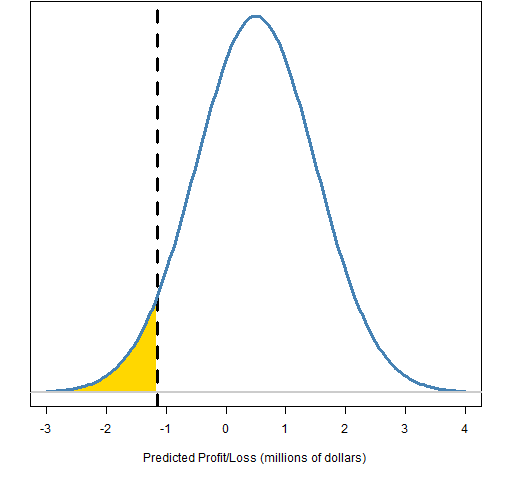 -3 -2 -1 0 1 2 3 4
Predicted Profit/Loss (millions of dollars)